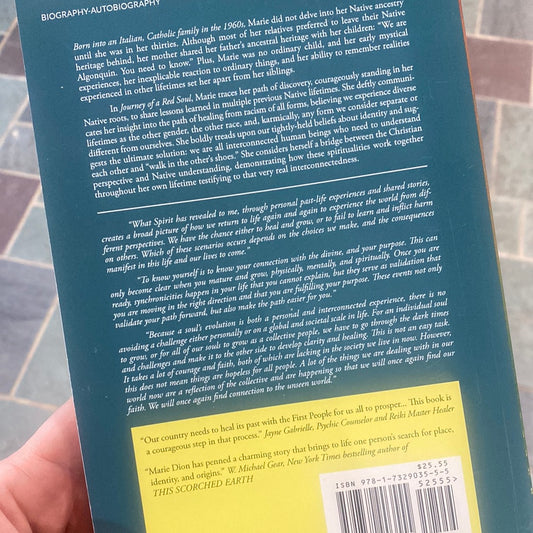 BIOGRAPHY-AUTOBIOGRAPHY
Born into an Italian, Catholic family in the 1960s, Marie did not delve into her Native ancestry
until she was in her thirties. Although most of her relatives preferred to leave their Native
heritage behind, her mother shared her father's ancestral heritage with her children: "We are
Algonquin. You need to know." Plus, Marie was no ordinary child, and her early mystical
experiences, her inexplicable reaction to ordinary things, and her ability to remember realities
experienced in other lifetimes set her apart from her siblings.
In Journey of a Red Soul, Marie traces her path of discovery, courageously standing in her
Native roots, to share lessons learned in multiple previous Native lifetimes. She deftly communi-
cates her insight into the path of healing from racism of all forms, believing we experience diverse
lifetimes as the other gender, the other race, and, karmically, any form we consider separate or
different from ourselves. She boldly treads upon our tightly-held beliefs about identity and sug-
gests the ultimate solution: we are all interconnected human beings who need to understand
each other and "walk in the other's shoes." She considers herself a bridge between the Christian
perspective and Native understanding, demonstrating how these spiritualities work together
throughout her own lifetime testifying to that very real interconnectedness.
"What Spirit has revealed to me, through personal past-life experiences and shared stories,
creates a broad picture of how we return to life again and again to experience the world from dif-
ferent perspectives. We have the chance either to heal and grow, or to fail to learn and inflict harm
on others. Which of these scenarios occurs depends on the choices we make, and the consequences
manifest in this life and our lives to come."
"To know yourself is to know your connection with the divine, and your purpose. This can
only become clear when you mature and grow, physically, mentally, and spiritually. Once you are
ready, synchronicities happen in your life that you cannot explain, but they serve as validation that
you are moving in the right direction and that you are fulfilling your purpose. These events not only
validate your path forward, but also make the path easier for you."
"Because a soul's evolution is both a personal and interconnected experience, there is no
avoiding a challenge either personally or on a global and societal scale in life. For an individual soul
to grow, or for all of our souls to grow as a collective people, we have to go through the dark times
and challenges and make it to the other side to develop clarity and healing. This is not an easy task.
It takes a lot of courage and faith, both of which are lacking in the society we live in now. However,
this does not mean things are hopeless for all people. A lot of the things we are dealing with in our
world now are a reflection of the collective and are happening so that we will once again find our
faith. We will once again find connection to the unseen world."
"Our country needs to heal its past with the First People for us all to prosper... This book is
a courageous step in that process." Jayne Gabrielle, Psychic Counselor and Reiki Master Healer
"Marie Dion has penned a charming story that brings to life one person's search for place,
identity, and origins." W. Michael Gear, New York Times bestselling author of
THIS SCORCHED EARTH
$25.55
ISBN 978-1-7329035-5-5
52555>